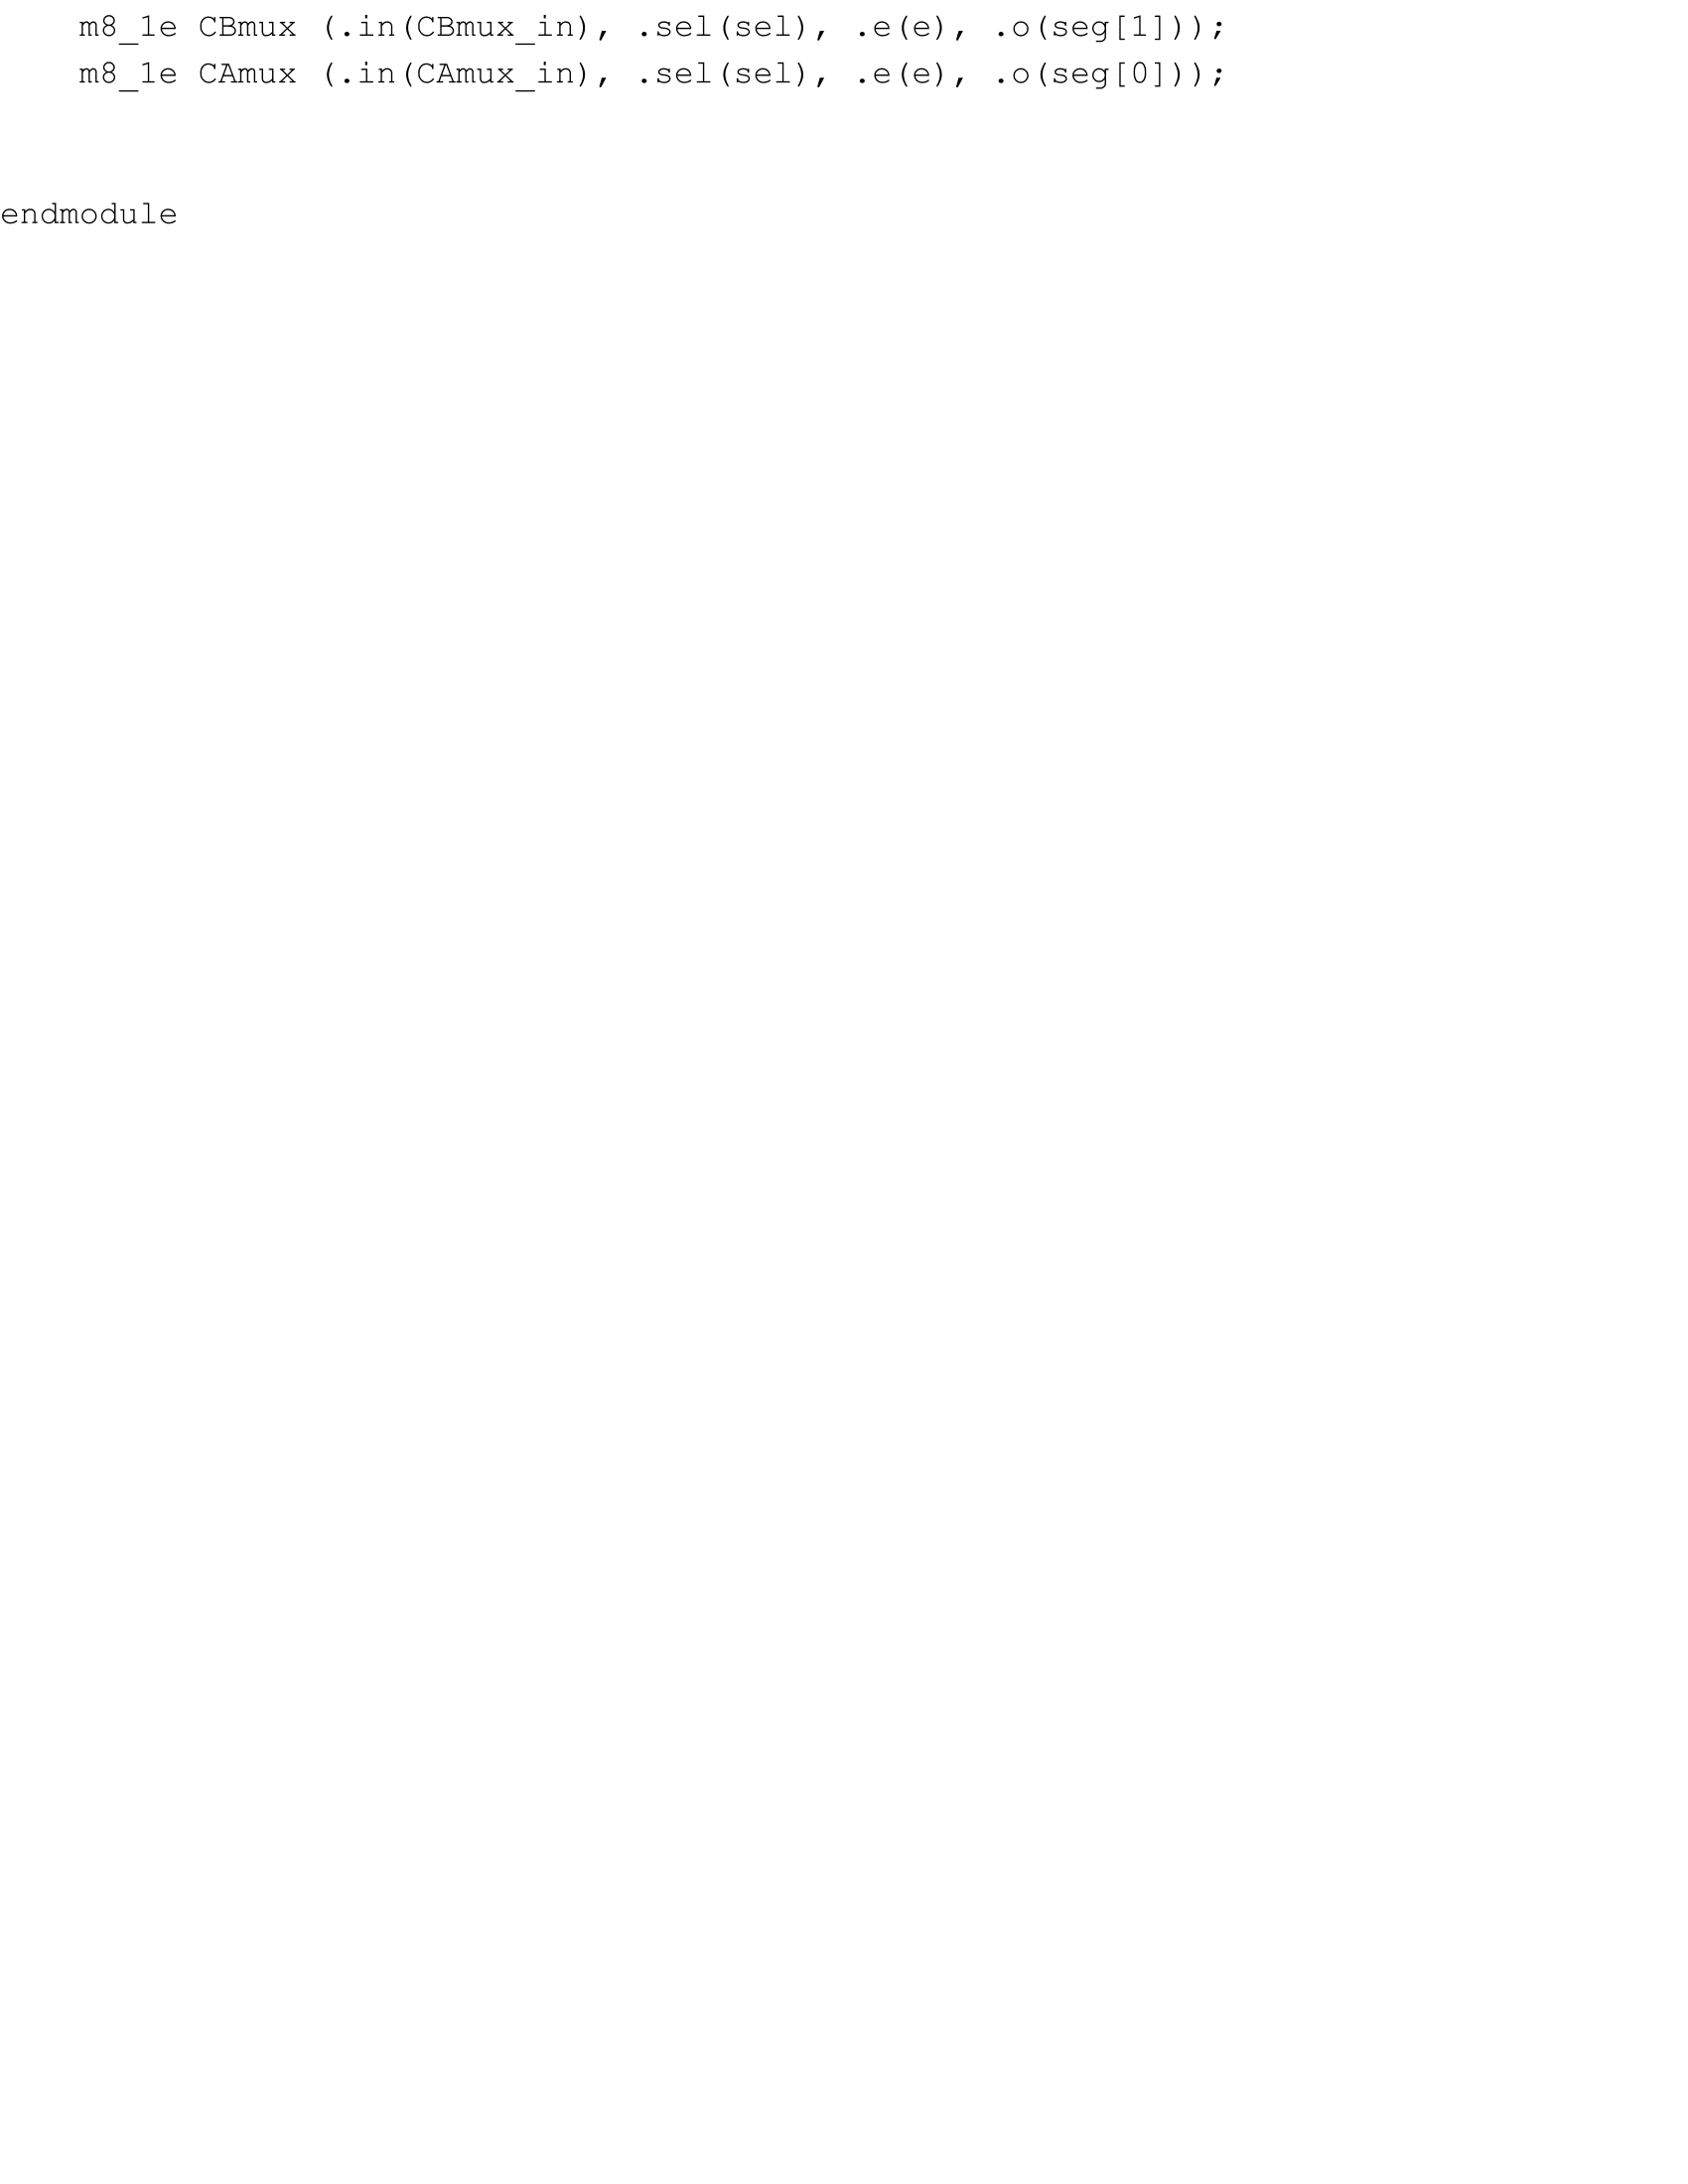 m8_1e CBmux (.in(CBmux_in), .sel(sel), .e(e), .o(seg[1]));
m8_1e CAmux (.in(CAmux_in), .sel(sel), .e(e), .o(seg[0]));
endmodule